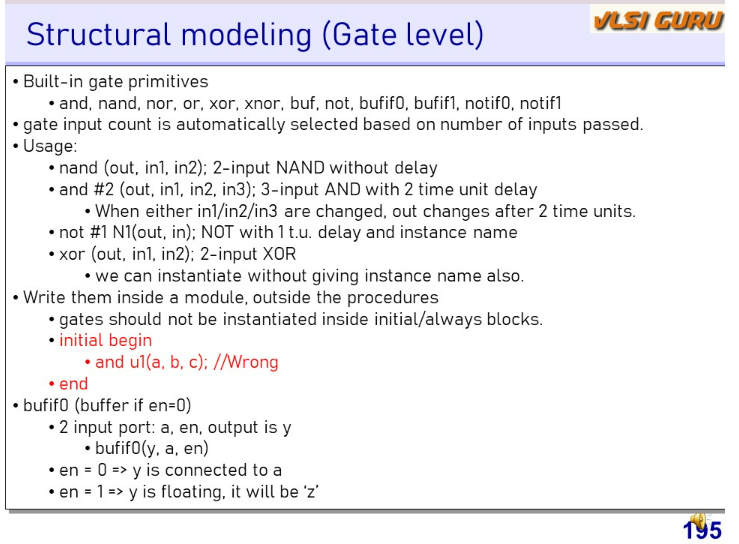 Structural modeling (Gate level)
VLSI GURU
• Built-in gate primitives
• and, nand, nor, or, xor, xnor, buf, not, bufif0, bufif1, notif0, notif1
• gate input count is automatically selected based on number of inputs passed.
• Usage:
• nand (out, in1, in2); 2-input NAND without delay
• and #2 (out, in1, in2, in3); 3-input AND with 2 time unit delay
• When either in1/in2/in3 are changed, out changes after 2 time units.
• not #1 N1(out, in); NOT with 1 t.u. delay and instance name
• xor (out, in1, in2); 2-input XOR
• we can instantiate without giving instance name also.
• Write them inside a module, outside the procedures
• gates should not be instantiated inside initial/always blocks.
• initial begin
• and u1(a, b, c); //Wrong
• end
• bufif0 (buffer if en=0)
• 2 input port: a, en, output is y
• bufif0(y, a, en)
• en = 0 => y is connected to a
• en = 1 => y is floating, it will be ‘z’
195